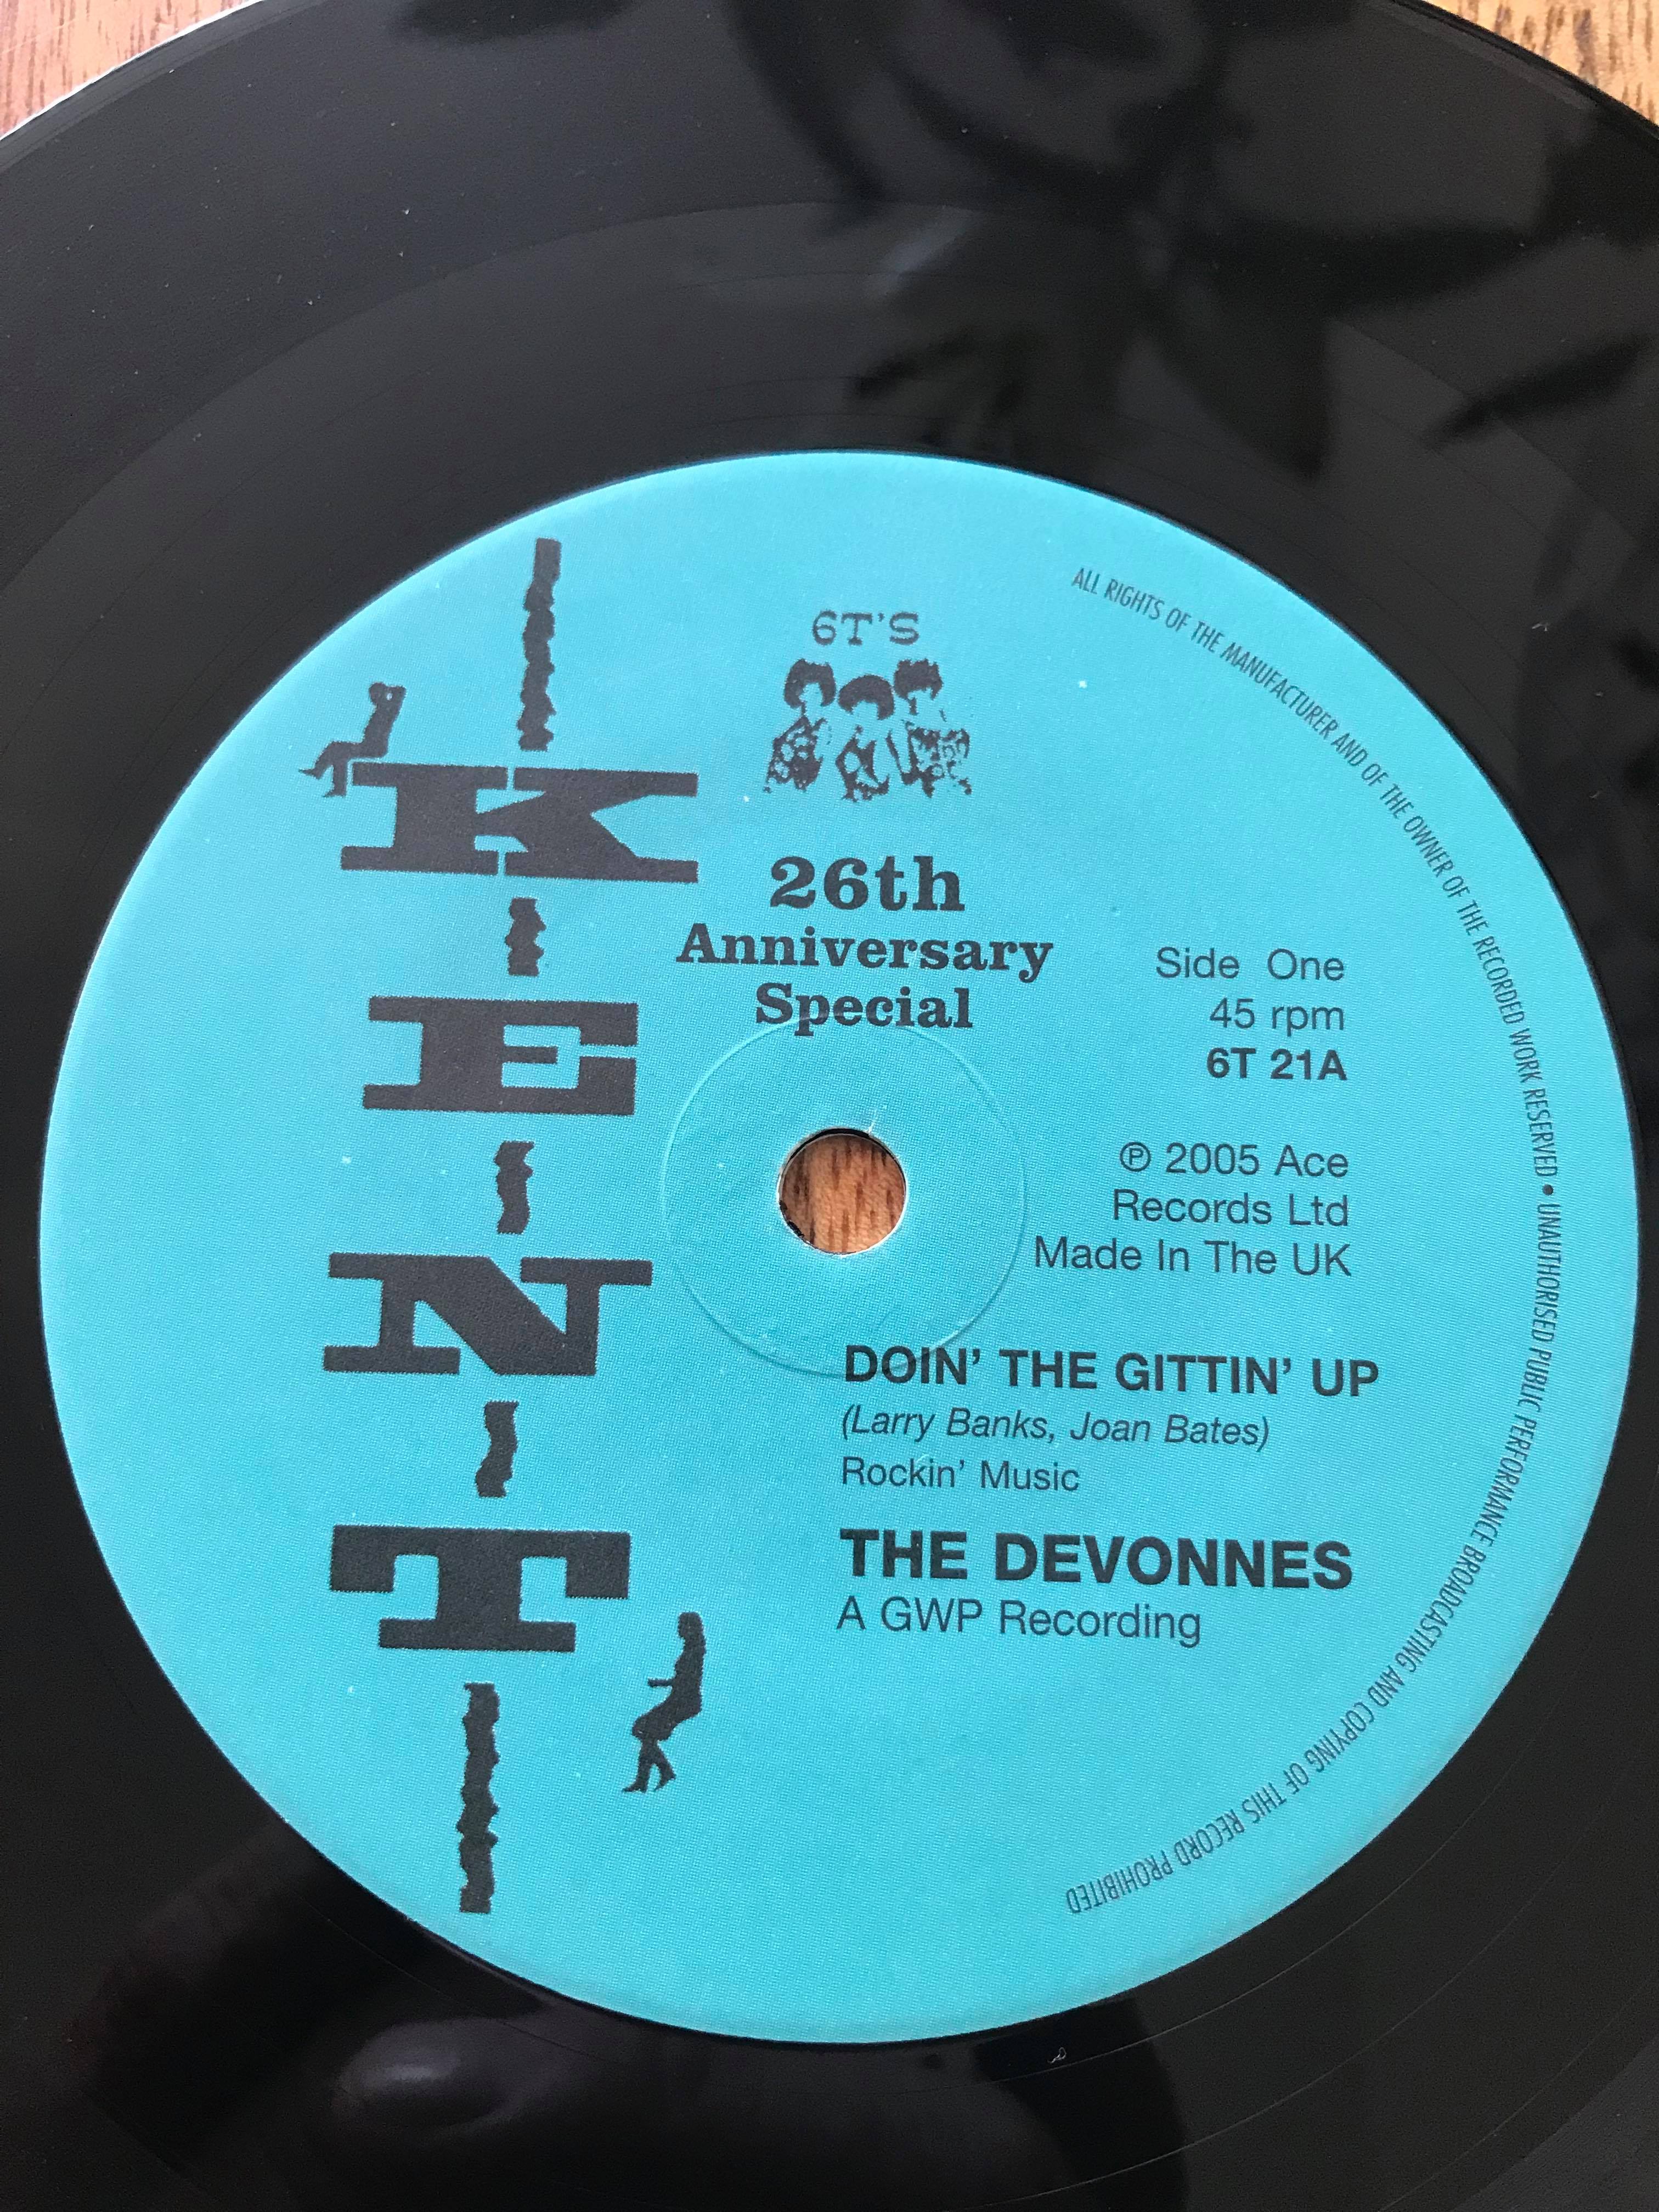 KENT
6T'S
26th
Anniversary
Special
Side One
45 rpm
6T 21A
℗ 2005 Ace
Records Ltd
Made In The UK
DOIN' THE GITTIN' UP
(Larry Banks, Joan Bates)
Rockin' Music
THE DEVONNES
A GWP Recording
ALL RIGHTS OF THE MANUFACTURER AND OF THE OWNER OF THE RECORDED WORK RESERVED • UNAUTHORISED PUBLIC PERFORMANCE BROADCASTING AND COPYING OF THIS RECORD PROHIBITED